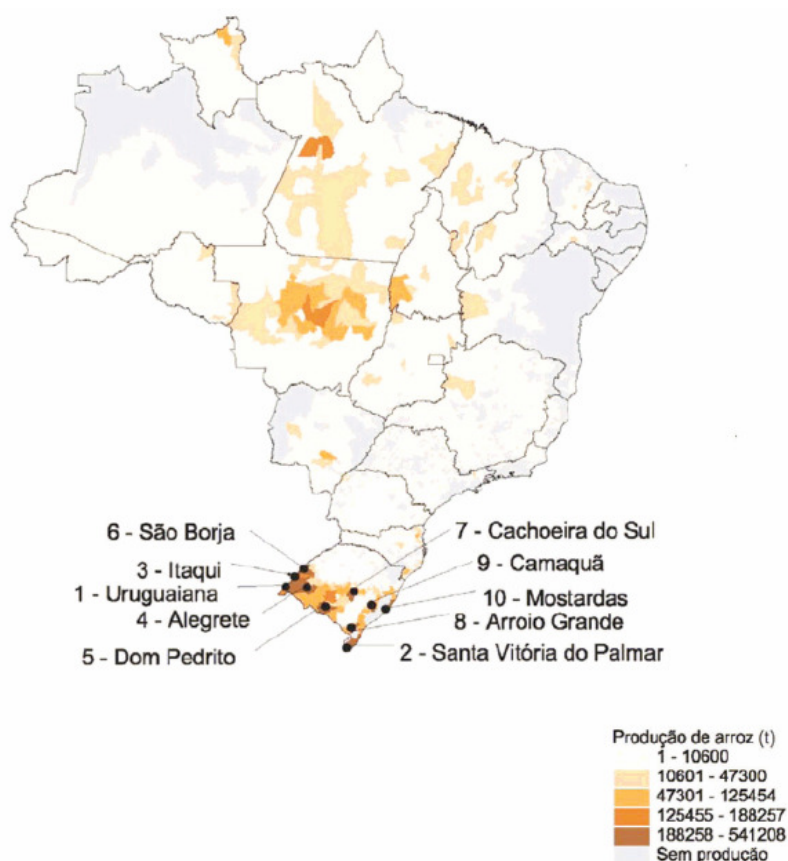 6 - São Borja
3 - Itaqui
1 - Uruguaiana
4 - Alegrete
5 - Dom Pedrito
7 - Cachoeira do Sul
9 - Camaquã
10 - Mostardas
8 - Arroio Grande
2 - Santa Vitória do Palmar
Produção de arroz (t)
1 - 10600
10601 - 47300
47301 - 125454
125455 - 188257
188258 - 541208
Sem produção